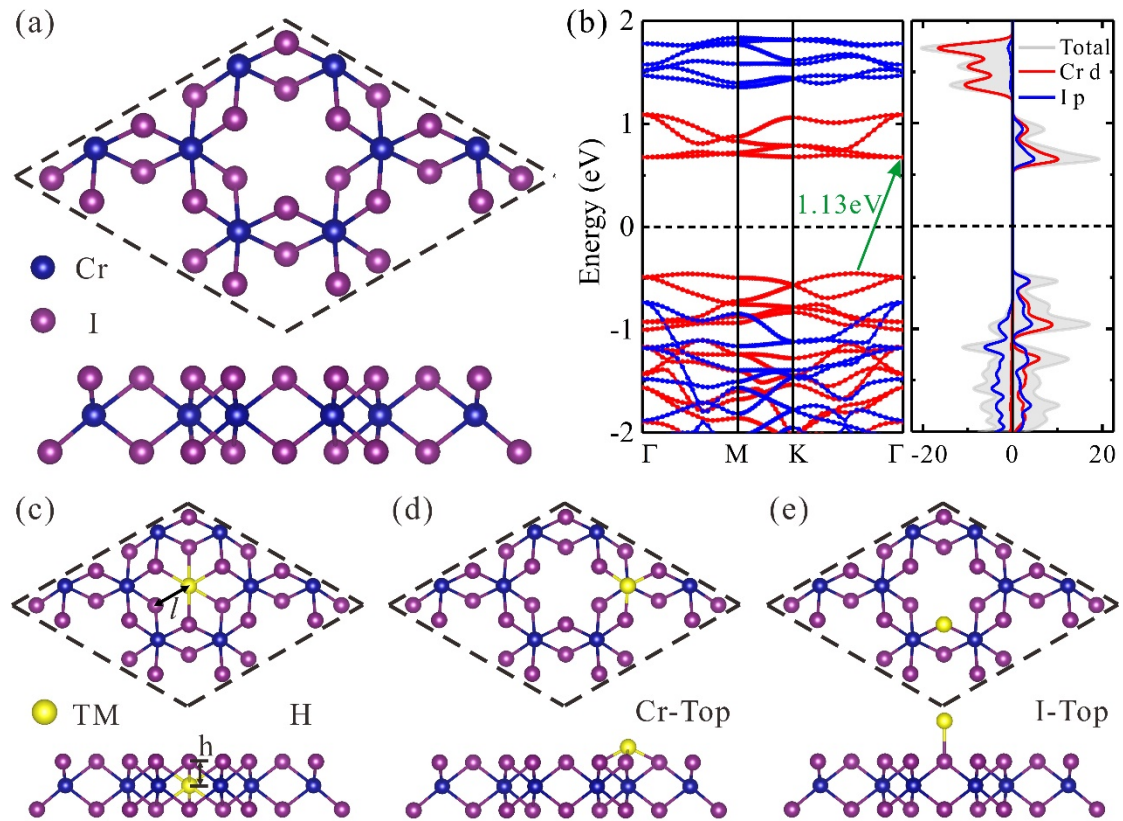 (a)
Cr
I
(b)
Energy (eV)
2
1
0
-1
-2
1.13eV
Γ M K Γ
Total
Cr d
I p
-20 0 20
(c)
l
TM
H
h
(d)
Cr-Top
(e)
I-Top